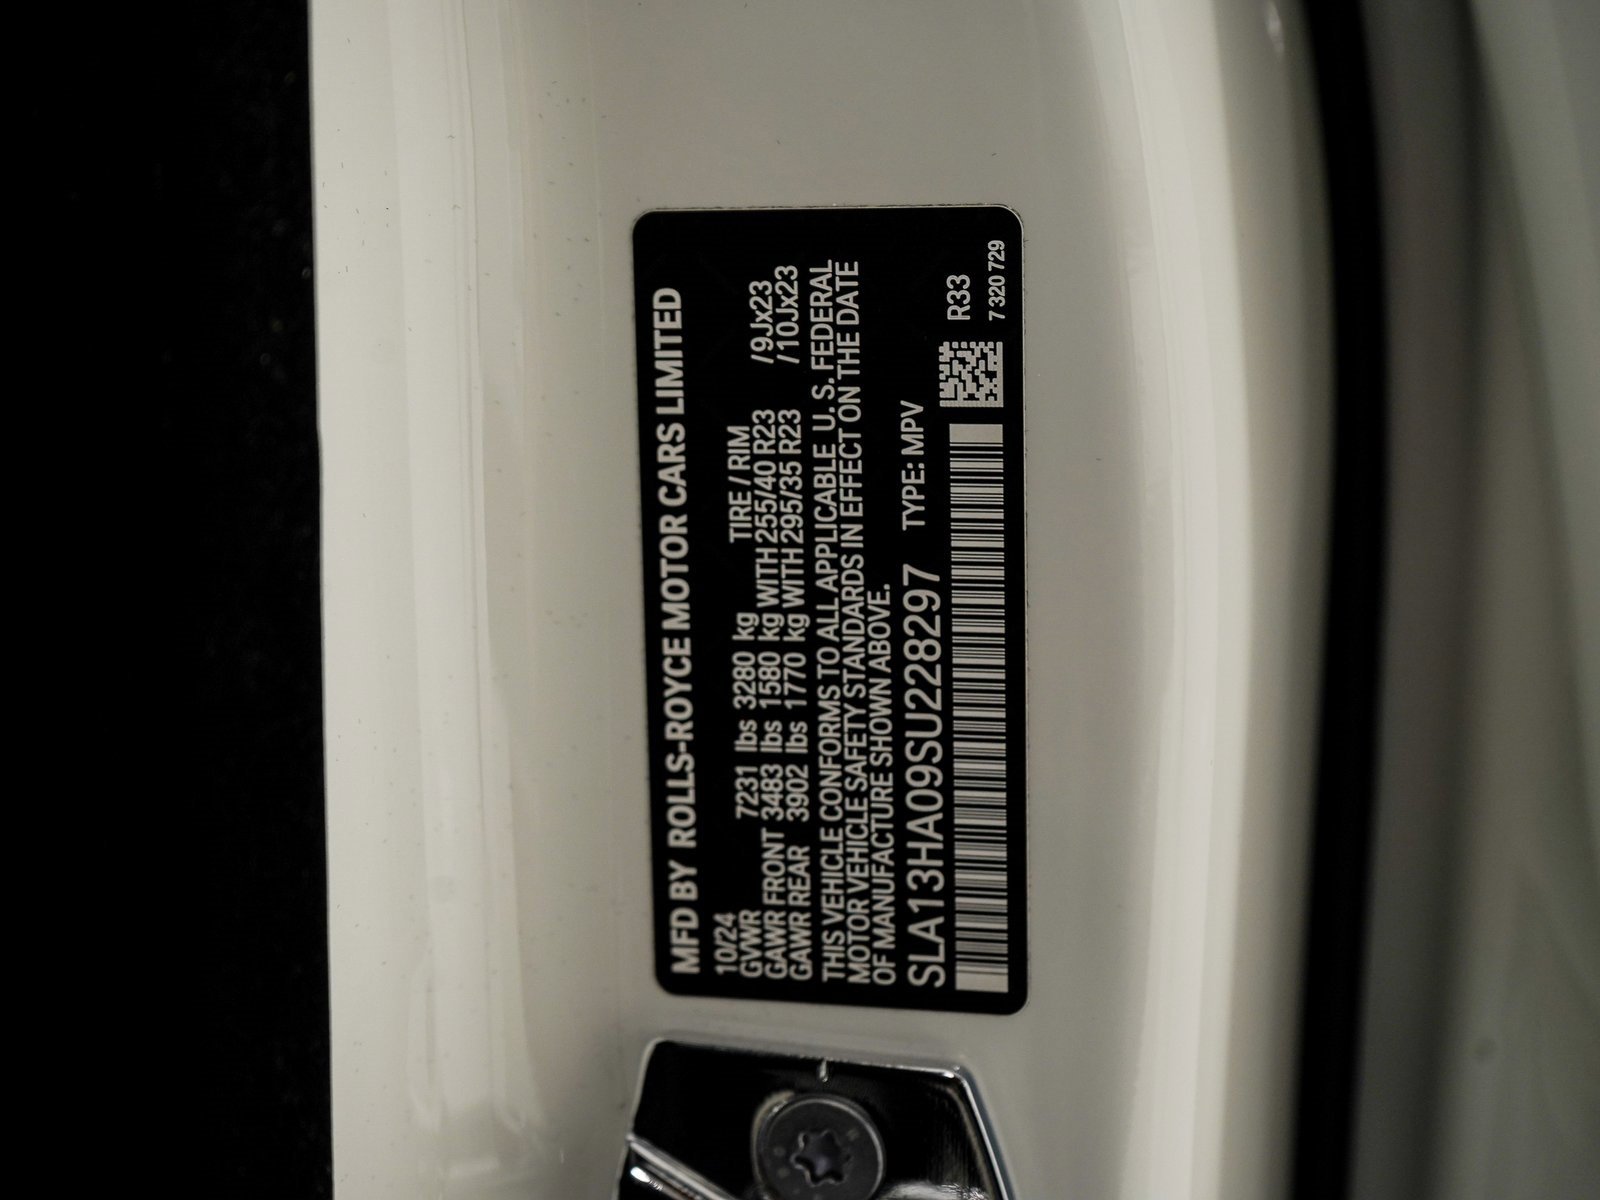 MFD BY ROLLS-ROYCE MOTOR CARS LIMITED
10/24 TIRE / RIM
GVWR 7231 lbs 3280 kg
GAWR FRONT 3483 lbs 1580 kg WITH 255/40 R23 /9Jx23
GAWR REAR 3902 lbs 1770 kg WITH 295/35 R23 /10Jx23
THIS VEHICLE CONFORMS TO ALL APPLICABLE U. S. FEDERAL
MOTOR VEHICLE SAFETY STANDARDS IN EFFECT ON THE DATE
OF MANUFACTURE SHOWN ABOVE.
SLA13HA09SU228297 TYPE: MPV
R33
7 320 729